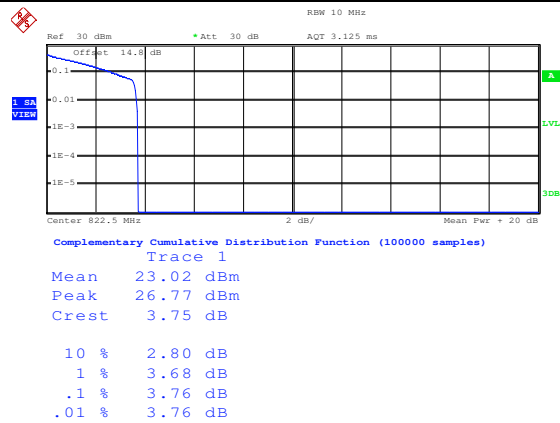 RBW 10 MHz
Ref 30 dBm *Att 30 dB AQT 3.125 ms
Offset 14.8 dB
0.1
A
0.01
1 SA
VIEW
1E-3
LVL
1E-4
1E-5
3DB
Center 822.5 MHz 2 dB/ Mean Pwr + 20 dB
Complementary Cumulative Distribution Function (100000 samples)
Trace 1
Mean 23.02 dBm
Peak 26.77 dBm
Crest 3.75 dB
10 % 2.80 dB
1 % 3.68 dB
.1 % 3.76 dB
.01 % 3.76 dB